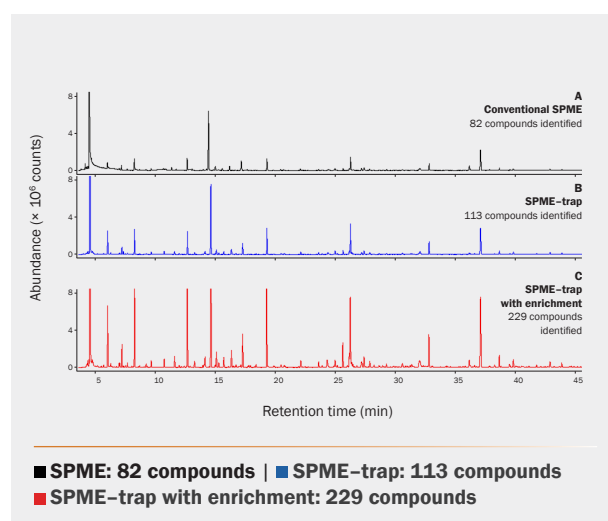 A
Conventional SPME
82 compounds identified
8
4
0
B
SPME–trap
113 compounds identified
8
4
0
C
SPME–trap
with enrichment
229 compounds
identified
8
4
0
Abundance (× 10⁶ counts)
5 10 15 20 25 30 35 40 45
Retention time (min)
SPME: 82 compounds | SPME–trap: 113 compounds
SPME–trap with enrichment: 229 compounds